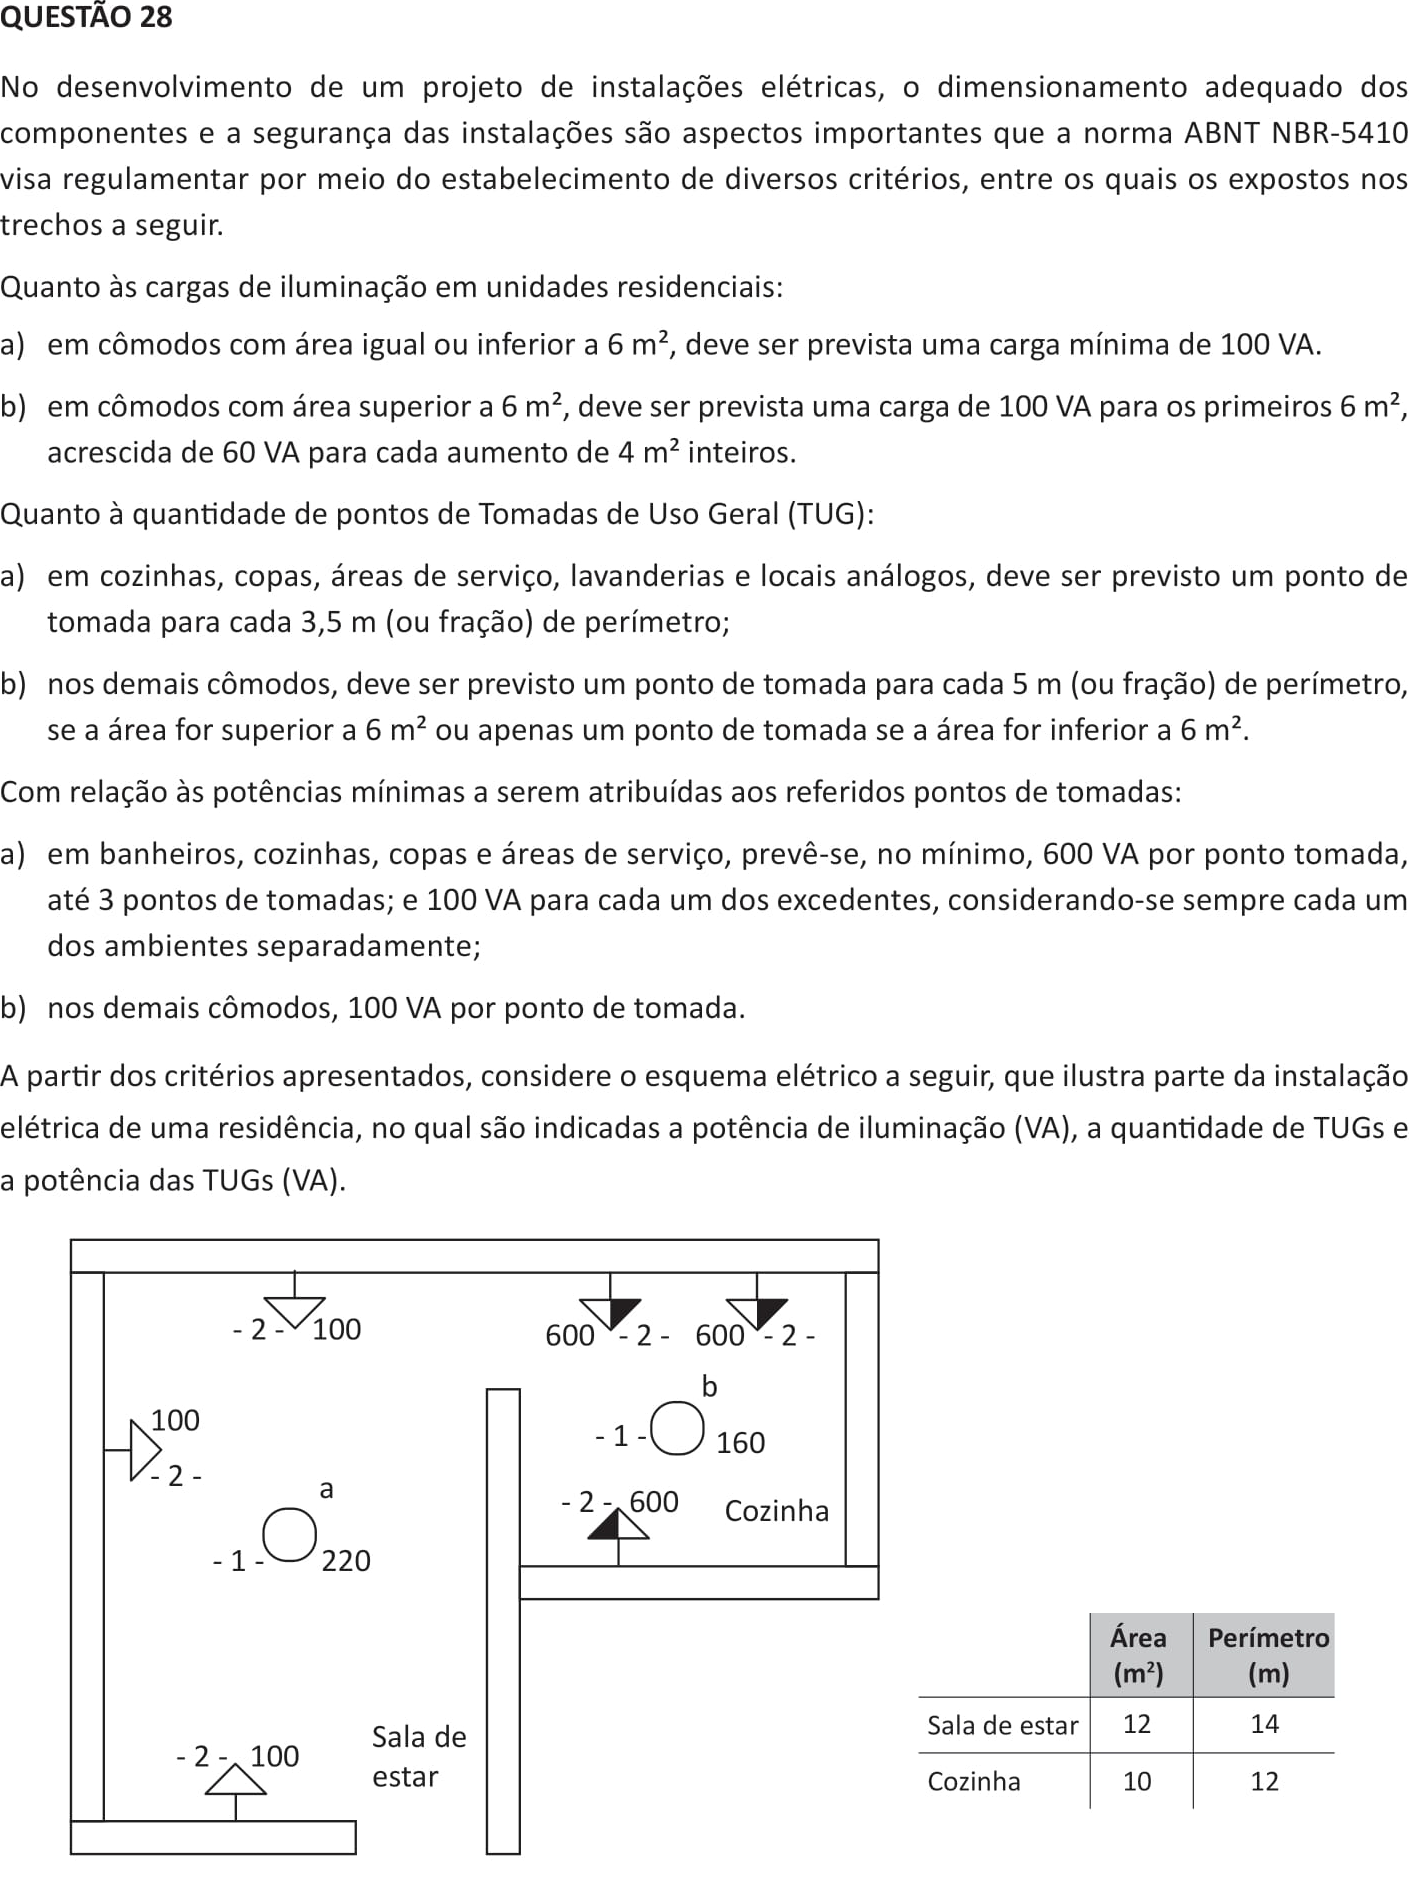 QUESTÃO 28
No desenvolvimento de um projeto de instalações elétricas, o dimensionamento adequado dos
componentes e a segurança das instalações são aspectos importantes que a norma ABNT NBR-5410
visa regulamentar por meio do estabelecimento de diversos critérios, entre os quais os expostos nos
trechos a seguir.
Quanto às cargas de iluminação em unidades residenciais:
a) em cômodos com área igual ou inferior a 6 m², deve ser prevista uma carga mínima de 100 VA.
b) em cômodos com área superior a 6 m², deve ser prevista uma carga de 100 VA para os primeiros 6 m²,
acrescida de 60 VA para cada aumento de 4 m² inteiros.
Quanto à quantidade de pontos de Tomadas de Uso Geral (TUG):
a) em cozinhas, copas, áreas de serviço, lavanderias e locais análogos, deve ser previsto um ponto de
tomada para cada 3,5 m (ou fração) de perímetro;
b) nos demais cômodos, deve ser previsto um ponto de tomada para cada 5 m (ou fração) de perímetro,
se a área for superior a 6 m² ou apenas um ponto de tomada se a área for inferior a 6 m².
Com relação às potências mínimas a serem atribuídas aos referidos pontos de tomadas:
a) em banheiros, cozinhas, copas e áreas de serviço, prevê-se, no mínimo, 600 VA por ponto tomada,
até 3 pontos de tomadas; e 100 VA para cada um dos excedentes, considerando-se sempre cada um
dos ambientes separadamente;
b) nos demais cômodos, 100 VA por ponto de tomada.
A partir dos critérios apresentados, considere o esquema elétrico a seguir, que ilustra parte da instalação
elétrica de uma residência, no qual são indicadas a potência de iluminação (VA), a quantidade de TUGs e
a potência das TUGs (VA).
- 2 - 100
600 - 2 - 600 - 2 -
b
100
- 1 - 160
- 2 -
a
- 2 - 600 Cozinha
- 1 - 220
Sala de
- 2 - 100
estar
Área Perímetro
(m²) (m)
Sala de estar 12 14
Cozinha 10 12